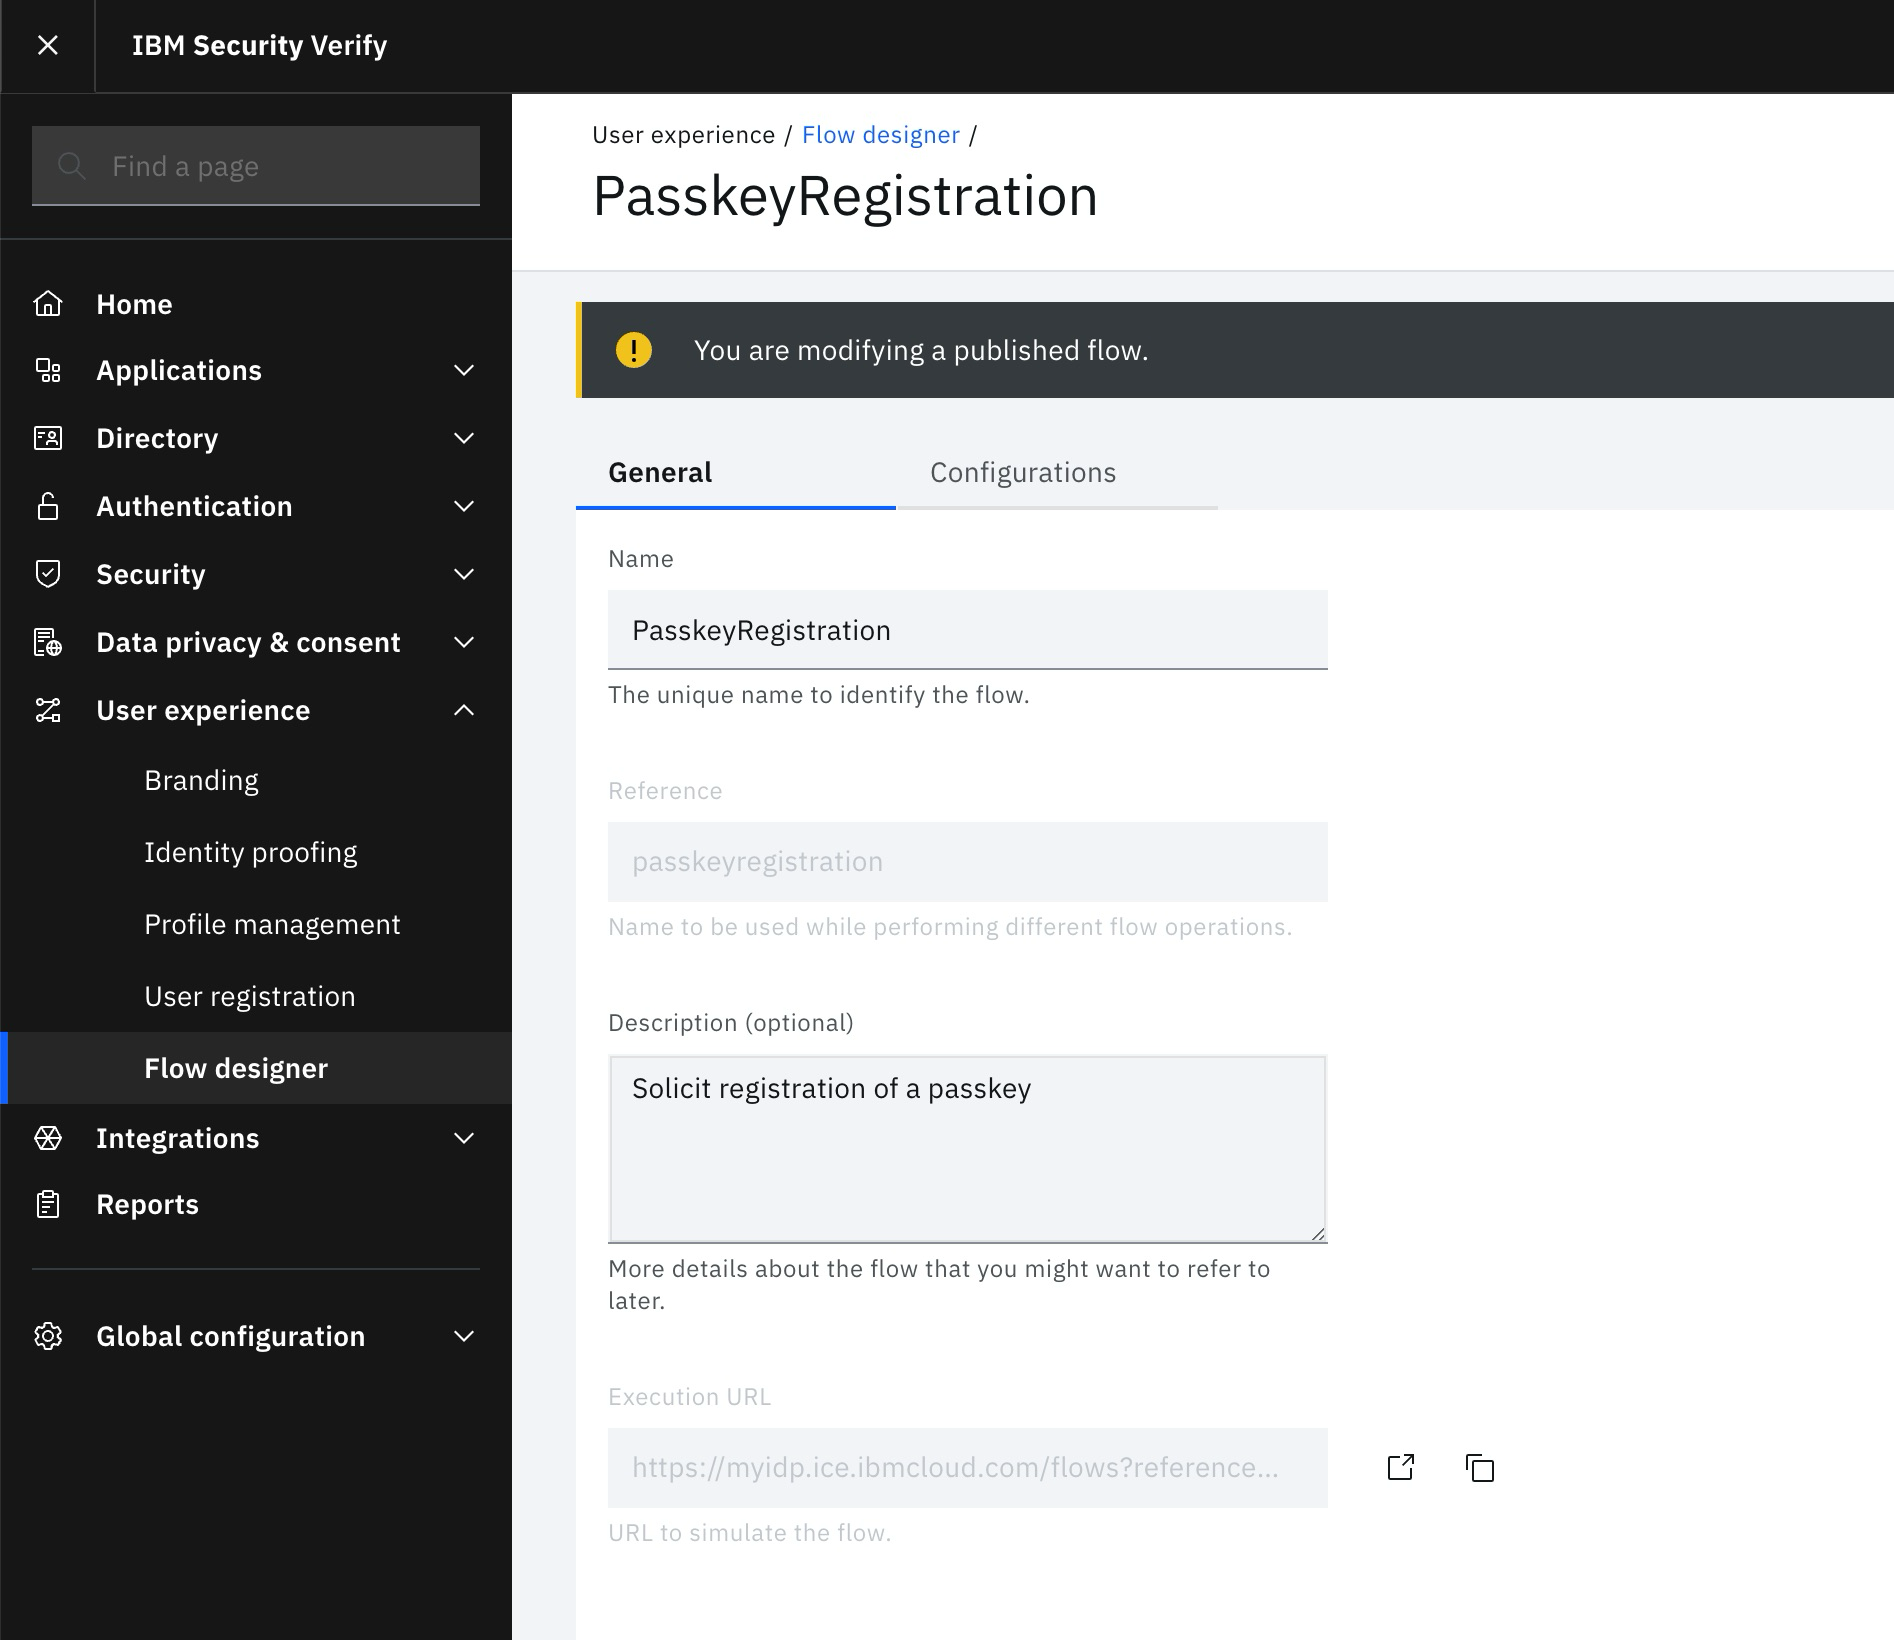 IBM Security Verify
Find a page
Home
Applications
Directory
Authentication
Security
Data privacy & consent
User experience
Branding
Identity proofing
Profile management
User registration
Flow designer
Integrations
Reports
Global configuration
User experience / Flow designer /
PasskeyRegistration
You are modifying a published flow.
General
Configurations
Name
PasskeyRegistration
The unique name to identify the flow.
Reference
passkeyregistration
Name to be used while performing different flow operations.
Description (optional)
Solicit registration of a passkey
More details about the flow that you might want to refer to
later.
Execution URL
https://myidp.ice.ibmcloud.com/flows?reference...
URL to simulate the flow.